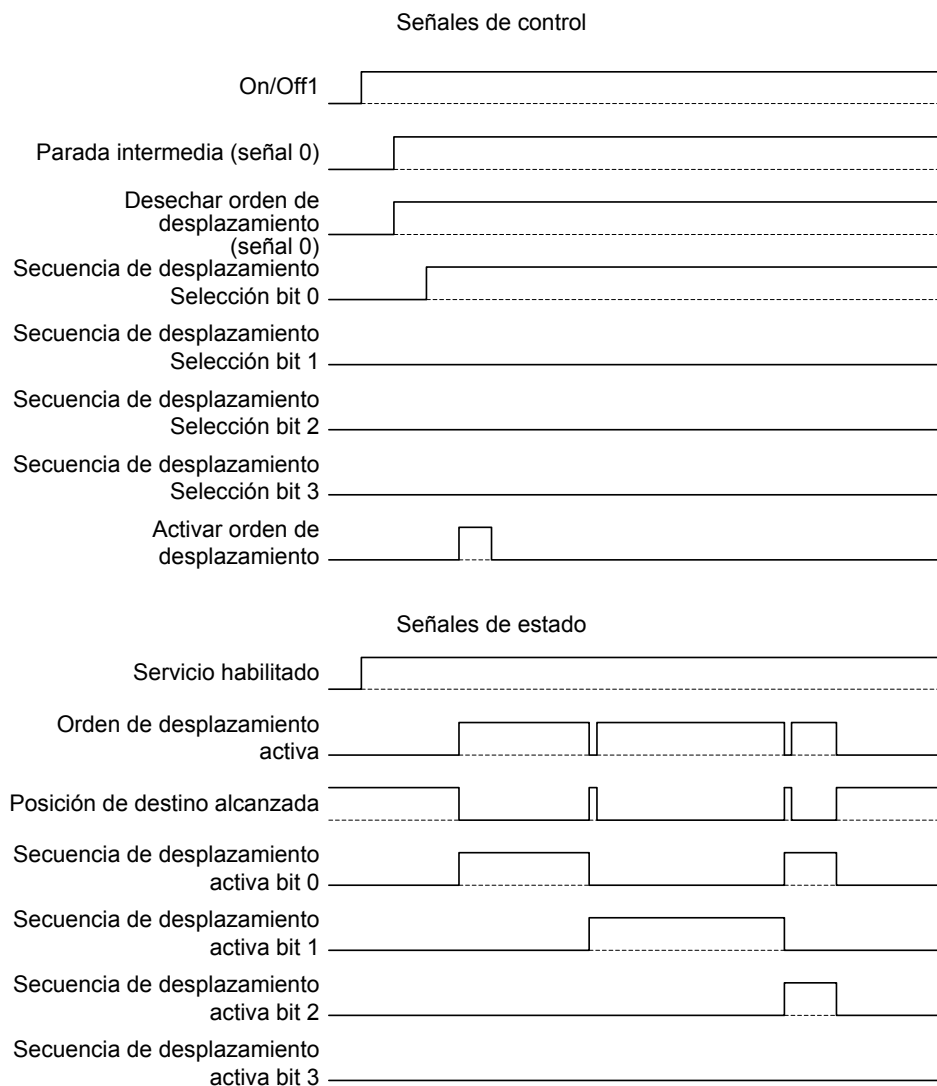 Señales de control
On/Off1
Parada intermedia (señal 0)
Desechar orden de
desplazamiento
(señal 0)
Secuencia de desplazamiento
Selección bit 0
Secuencia de desplazamiento
Selección bit 1
Secuencia de desplazamiento
Selección bit 2
Secuencia de desplazamiento
Selección bit 3
Activar orden de
desplazamiento
Señales de estado
Servicio habilitado
Orden de desplazamiento
activa
Posición de destino alcanzada
Secuencia de desplazamiento
activa bit 0
Secuencia de desplazamiento
activa bit 1
Secuencia de desplazamiento
activa bit 2
Secuencia de desplazamiento
activa bit 3